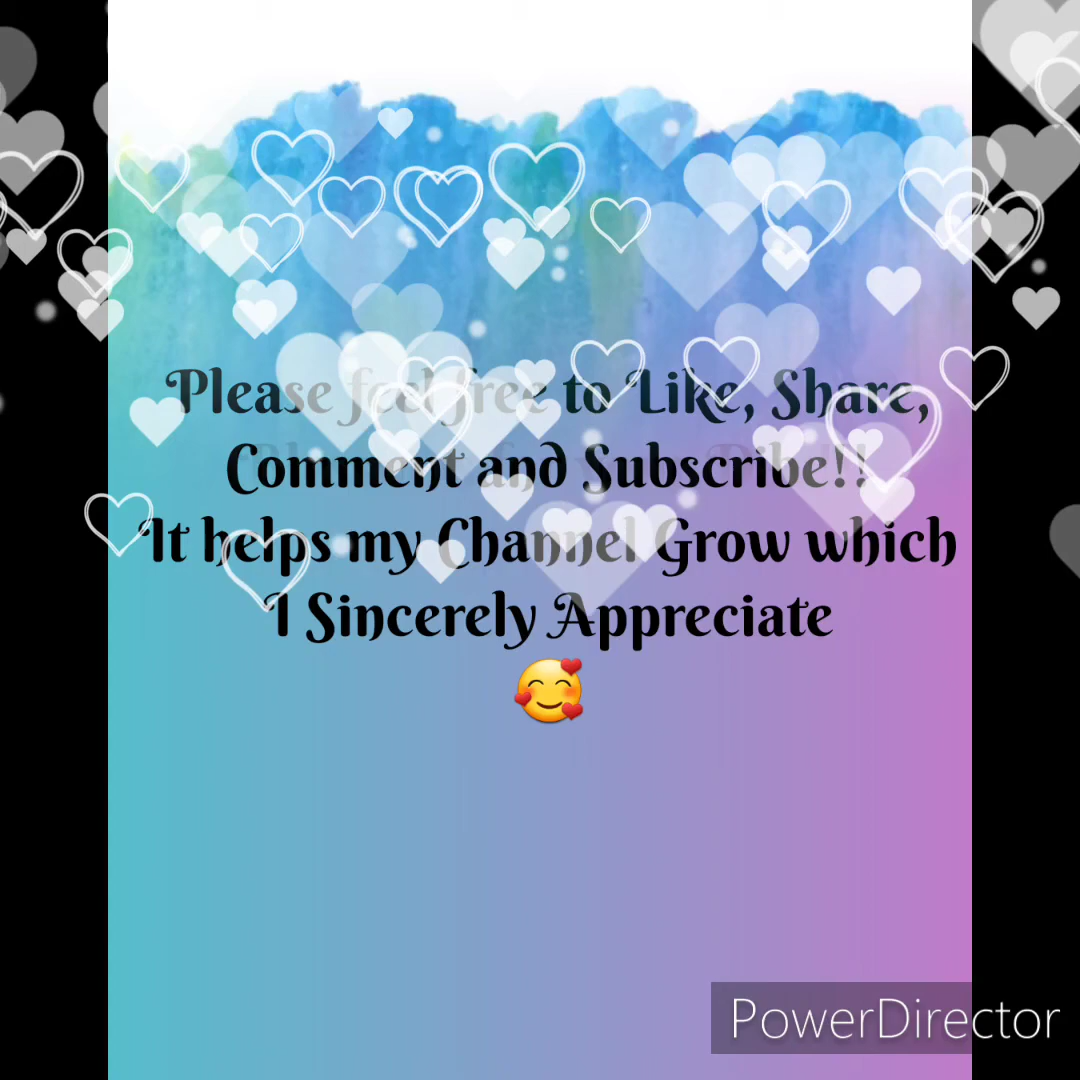 Please feel free to Like, Share,
Comment and Subscribe!!
It helps my Channel Grow which
I Sincerely Appreciate
🥰
PowerDirector